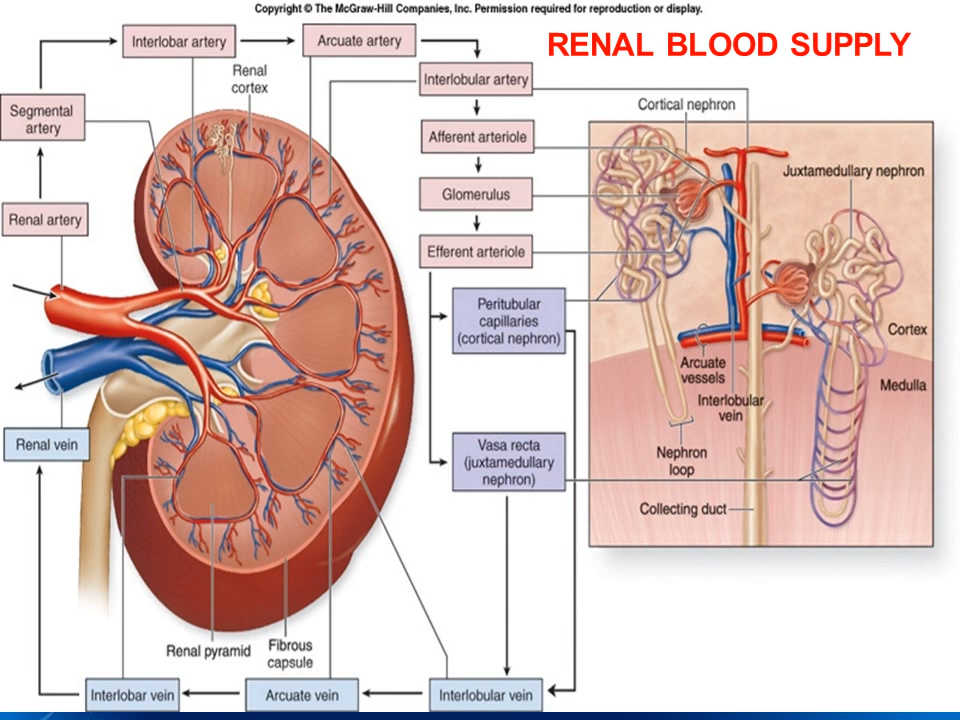 Copyright © The McGraw-Hill Companies, Inc. Permission required for reproduction or display.
RENAL BLOOD SUPPLY
Interlobar artery
Arcuate artery
Renal
cortex
Interlobular artery
Segmental
artery
Cortical nephron
Afferent arteriole
Juxtamedullary nephron
Glomerulus
Renal artery
Efferent arteriole
Peritubular
capillaries
(cortical nephron)
Cortex
Arcuate
vessels
Medulla
Interlobular
vein
Renal vein
Vasa recta
(juxtamedullary
nephron)
Nephron
loop
Collecting duct
Renal pyramid
Fibrous
capsule
Interlobar vein
Arcuate vein
Interlobular vein